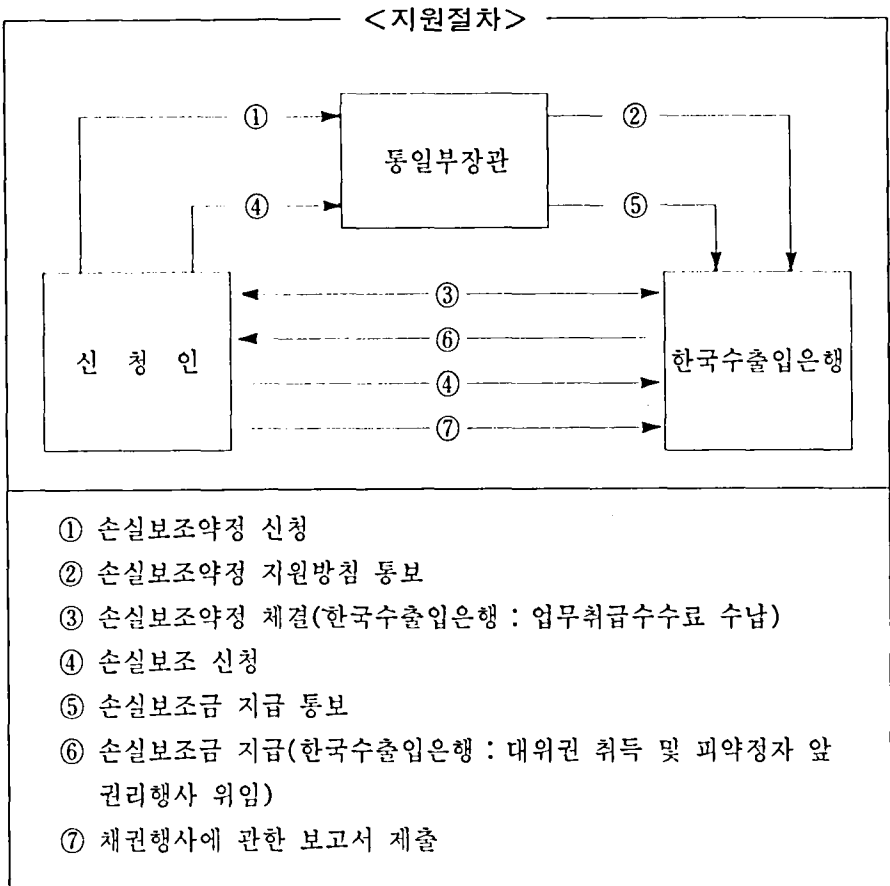 <지원절차>
① ②
통일부장관
④ ⑤
③
신 청 인 ⑥ 한국수출입은행
④
⑦
① 손실보조약정 신청
② 손실보조약정 지원방침 통보
③ 손실보조약정 체결(한국수출입은행 : 업무취급수수료 수납)
④ 손실보조 신청
⑤ 손실보조금 지급 통보
⑥ 손실보조금 지급(한국수출입은행 : 대위권 취득 및 피약정자 앞
권리행사 위임)
⑦ 채권행사에 관한 보고서 제출